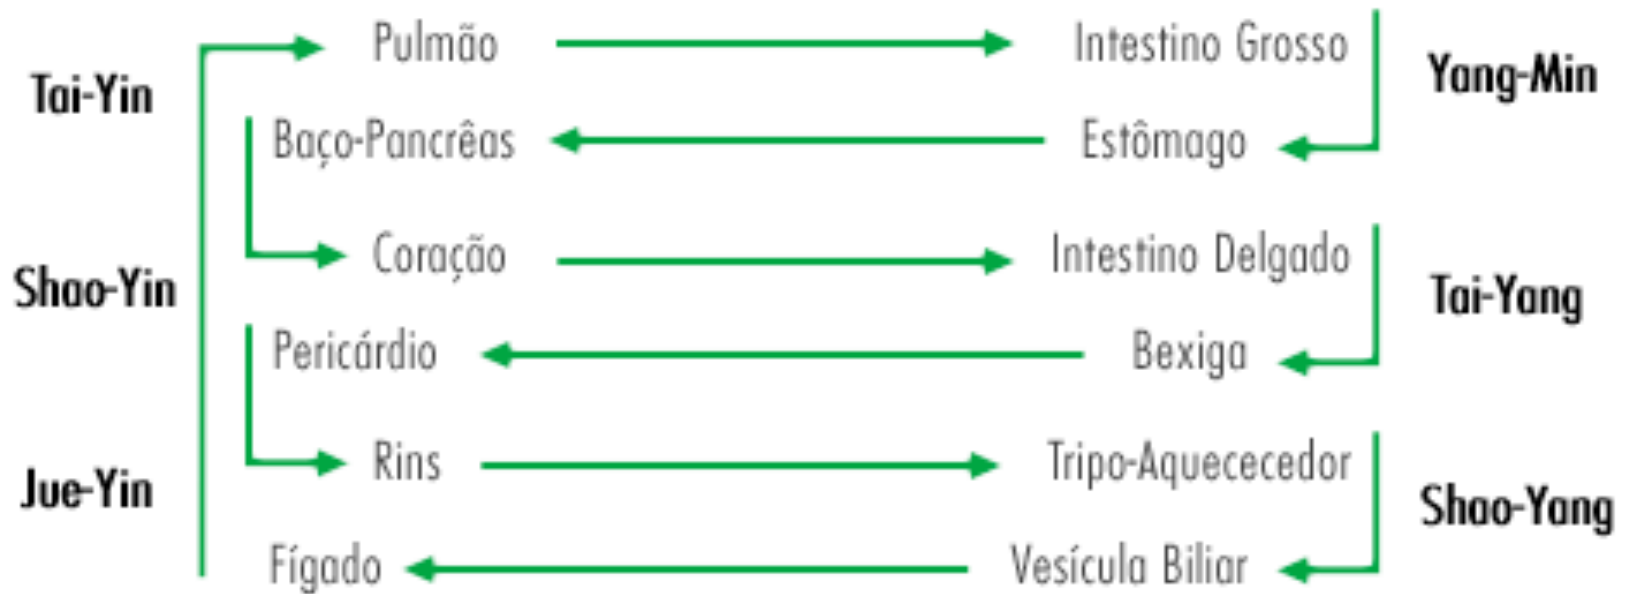 Pulmão Intestino Grosso
Tai-Yin Yang-Min
Baço-Pancrêas Estômago
Coração Intestino Delgado
Shao-Yin Tai-Yang
Pericárdio Bexiga
Rins Tripo-Aquececedor
Jue-Yin Shao-Yang
Fígado Vesícula Biliar